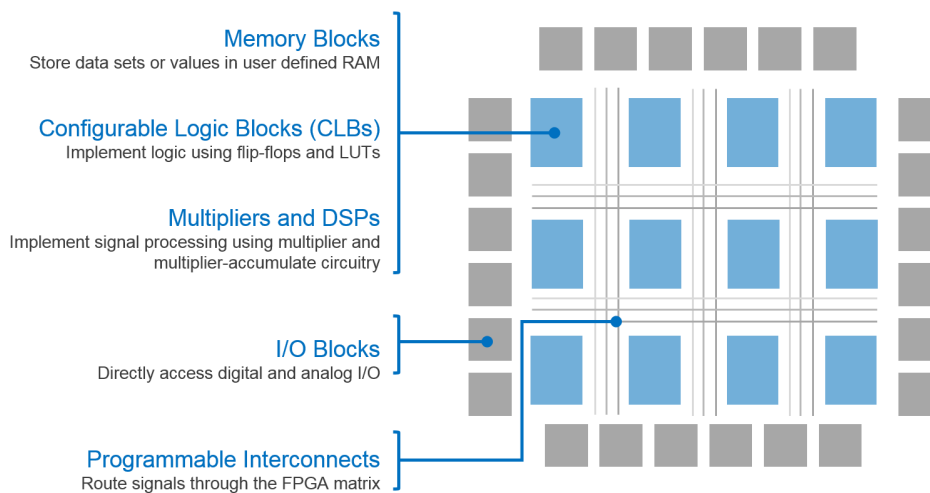 Memory Blocks
Store data sets or values in user defined RAM
Configurable Logic Blocks (CLBs)
Implement logic using flip-flops and LUTs
Multipliers and DSPs
Implement signal processing using multiplier and
multiplier-accumulate circuitry
I/O Blocks
Directly access digital and analog I/O
Programmable Interconnects
Route signals through the FPGA matrix